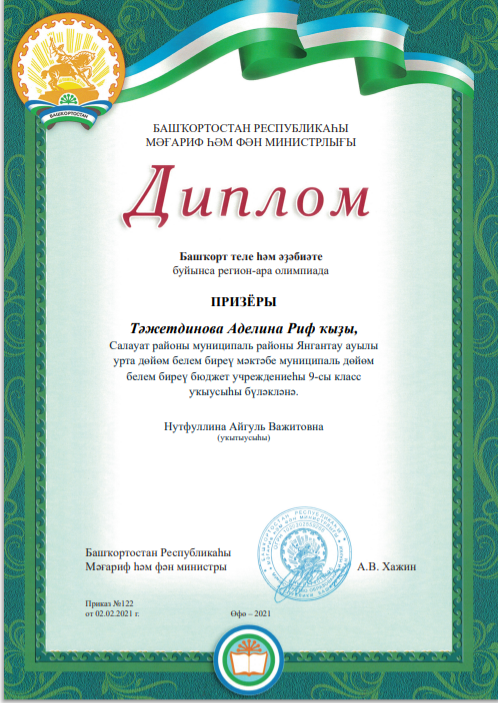 БАШҠОРТОСТАН
БАШҠОРТОСТАН РЕСПУБЛИКАҺЫ
МӘҒАРИФ ҺӘМ ФӘН МИНИСТРЛЫҒЫ
Диплом
Башҡорт теле һәм әҙәбиәте
буйынса регион-ара олимпиада
ПРИЗЁРЫ
Тәжетдинова Аделина Риф ҡыҙы,
Салауат районы муниципаль районы Янгантау ауылы
урта дөйөм белем биреү мәктәбе муниципаль дөйөм
белем биреү бюджет учреждениеһы 9-сы класс
уҡыусыһы бүләкләнә.
Нутфуллина Айгуль Важитовна
(уҡытыусыһы)
Башҡортостан Республикаһы
Мәғариф һәм фән министры
А.В. Хажин
Приказ №122
от 02.02.2021 г.
Өфө – 2021